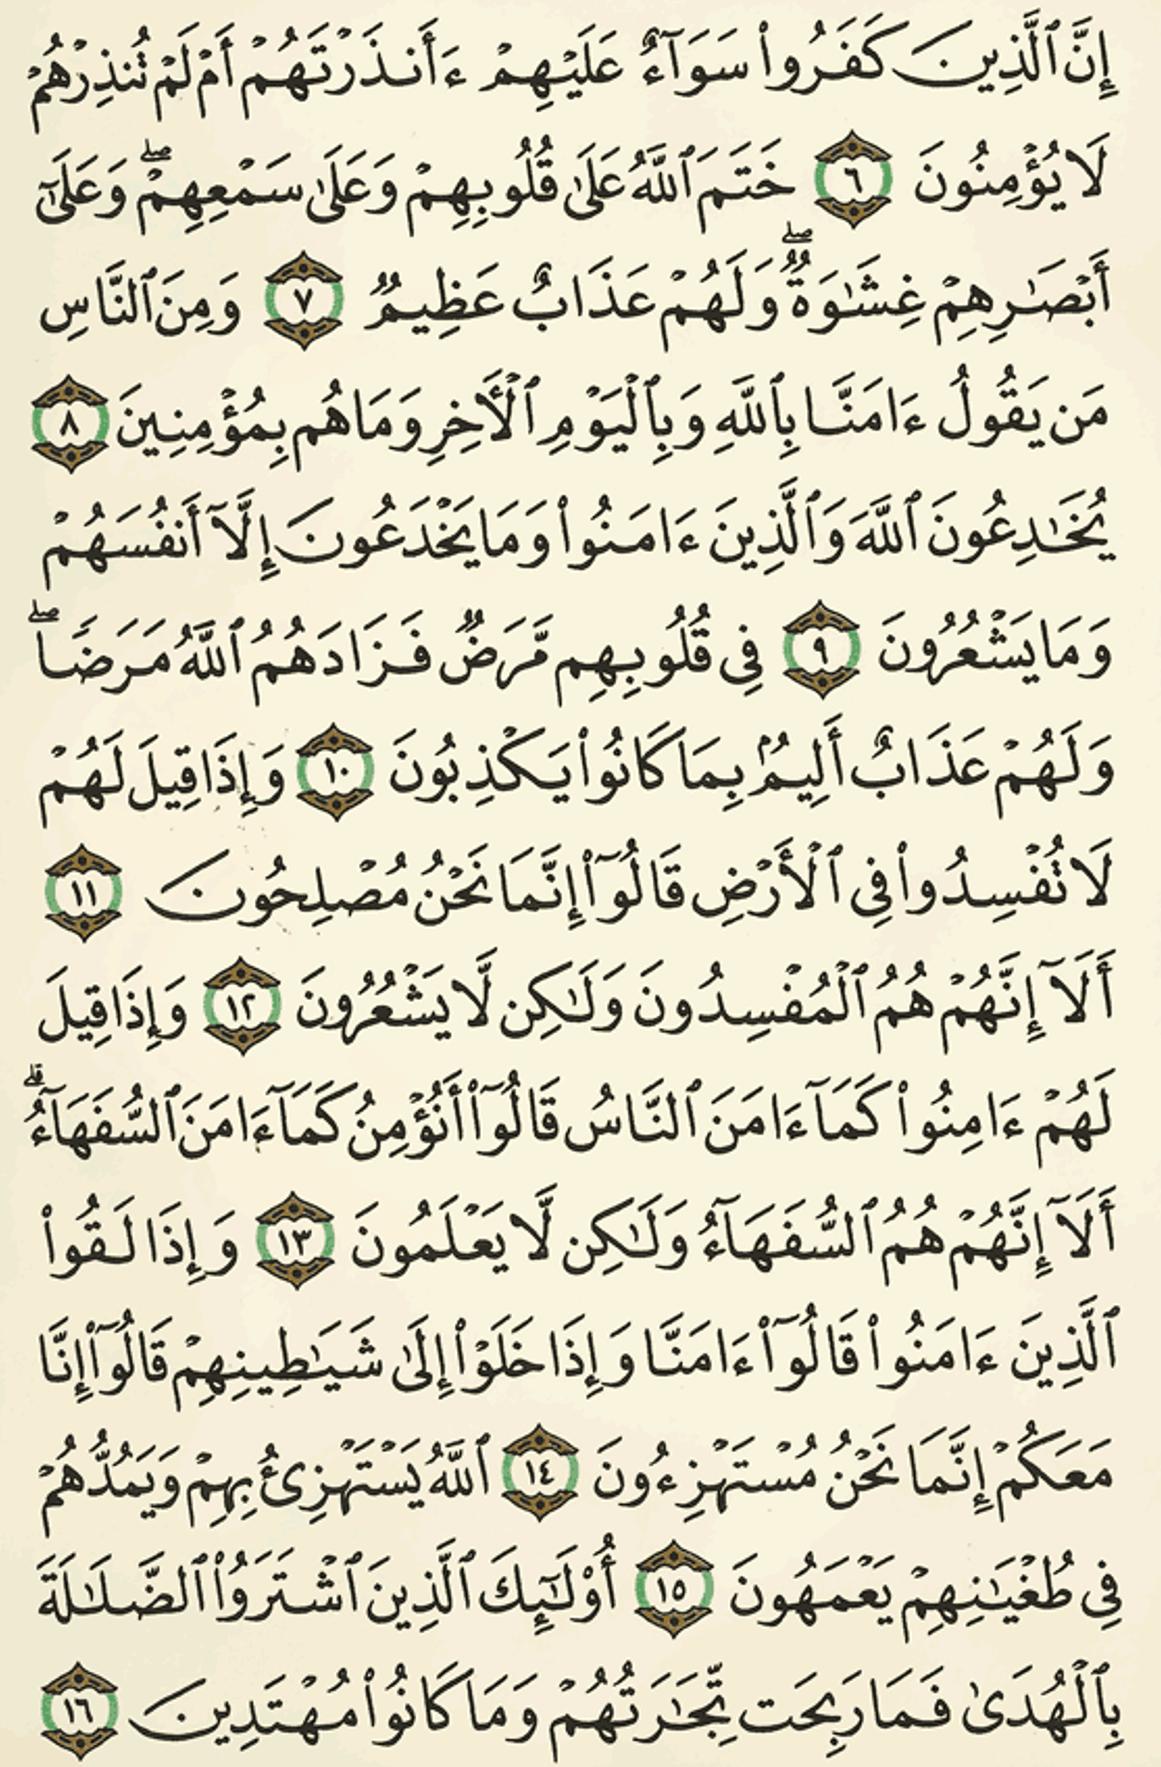 إِنَّ ٱلَّذِينَ كَفَرُوا۟ سَوَآءٌ عَلَيْهِمْ ءَأَنذَرْتَهُمْ أَمْ لَمْ تُنذِرْهُمْ
لَا يُؤْمِنُونَ ٦ خَتَمَ ٱللَّهُ عَلَىٰ قُلُوبِهِمْ وَعَلَىٰ سَمْعِهِمْ ۖ وَعَلَىٰٓ
أَبْصَـٰرِهِمْ غِشَـٰوَةٌ ۖ وَلَهُمْ عَذَابٌ عَظِيمٌ ٧ وَمِنَ ٱلنَّاسِ
مَن يَقُولُ ءَامَنَّا بِٱللَّهِ وَبِٱلْيَوْمِ ٱلْـَٔاخِرِ وَمَا هُم بِمُؤْمِنِينَ ٨
يُخَـٰدِعُونَ ٱللَّهَ وَٱلَّذِينَ ءَامَنُوا۟ وَمَا يَخْدَعُونَ إِلَّآ أَنفُسَهُمْ
وَمَا يَشْعُرُونَ ٩ فِى قُلُوبِهِم مَّرَضٌ فَزَادَهُمُ ٱللَّهُ مَرَضًا ۖ
وَلَهُمْ عَذَابٌ أَلِيمٌۢ بِمَا كَانُوا۟ يَكْذِبُونَ ١٠ وَإِذَا قِيلَ لَهُمْ
لَا تُفْسِدُوا۟ فِى ٱلْأَرْضِ قَالُوٓا۟ إِنَّمَا نَحْنُ مُصْلِحُونَ ١١
أَلَآ إِنَّهُمْ هُمُ ٱلْمُفْسِدُونَ وَلَـٰكِن لَّا يَشْعُرُونَ ١٢ وَإِذَا قِيلَ
لَهُمْ ءَامِنُوا۟ كَمَآ ءَامَنَ ٱلنَّاسُ قَالُوٓا۟ أَنُؤْمِنُ كَمَآ ءَامَنَ ٱلسُّفَهَآءُ ۗ
أَلَآ إِنَّهُمْ هُمُ ٱلسُّفَهَآءُ وَلَـٰكِن لَّا يَعْلَمُونَ ١٣ وَإِذَا لَقُوا۟
ٱلَّذِينَ ءَامَنُوا۟ قَالُوٓا۟ ءَامَنَّا وَإِذَا خَلَوْا۟ إِلَىٰ شَيَـٰطِينِهِمْ قَالُوٓا۟ إِنَّا
مَعَكُمْ إِنَّمَا نَحْنُ مُسْتَهْزِءُونَ ١٤ ٱللَّهُ يَسْتَهْزِئُ بِهِمْ وَيَمُدُّهُمْ
فِى طُغْيَـٰنِهِمْ يَعْمَهُونَ ١٥ أُو۟لَـٰٓئِكَ ٱلَّذِينَ ٱشْتَرَوُا۟ ٱلضَّلَـٰلَةَ
بِٱلْهُدَىٰ فَمَا رَبِحَت تِّجَـٰرَتُهُمْ وَمَا كَانُوا۟ مُهْتَدِينَ ١٦